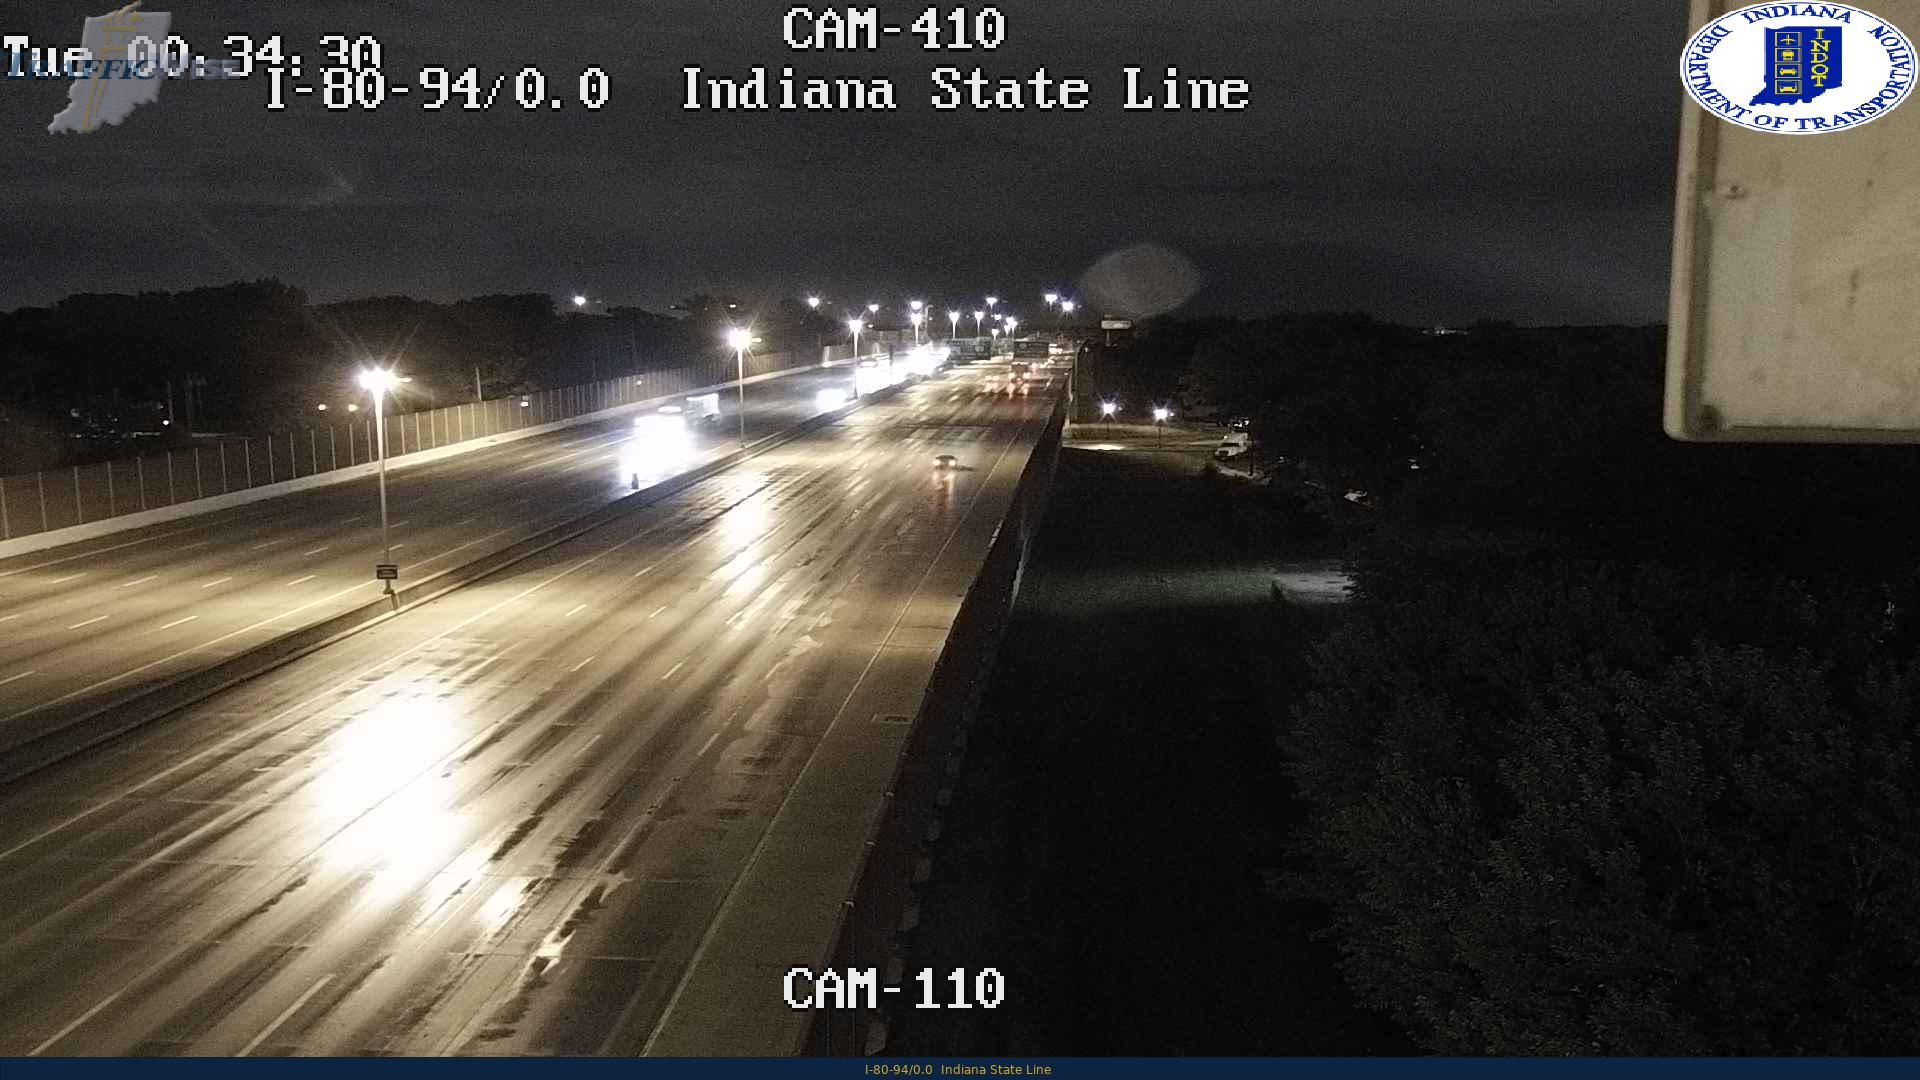 CAM-410
Tue 00:34:30
TRAFFICWISE
I-80-94/0.0 Indiana State Line
INDIANA
DEPARTMENT OF TRANSPORTATION
INDOT
CAM-110
I-80-94/0.0 Indiana State Line